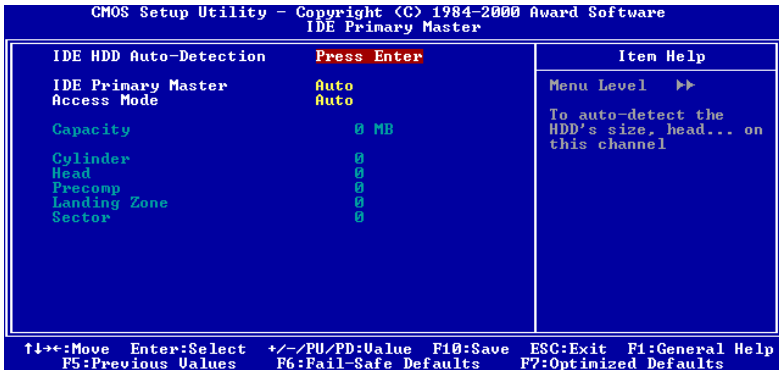 CMOS Setup Utility – Copyright (C) 1984–2000 Award Software
IDE Primary Master
IDE HDD Auto-Detection Press Enter
IDE Primary Master Auto
Access Mode Auto
Capacity 0 MB
Cylinder 0
Head 0
Precomp 0
Landing Zone 0
Sector 0
Item Help
Menu Level ▸▸
To auto-detect the
HDD's size, head... on
this channel
↑↓→←:Move Enter:Select +/-/PU/PD:Value F10:Save ESC:Exit F1:General Help
F5:Previous Values F6:Fail-Safe Defaults F7:Optimized Defaults